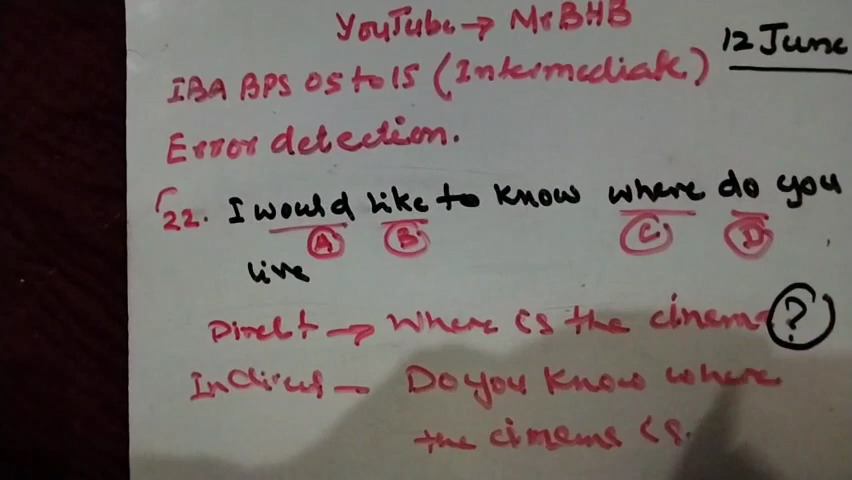 YouTube → MrBHB
12 June
IBA BPS 05 to 15 (Intermediate)
Error detection.
22. I would like to know where do you
A B C D
live
Direct → Where is the cinema ?
Indirect - Do you know where
the cinema is.